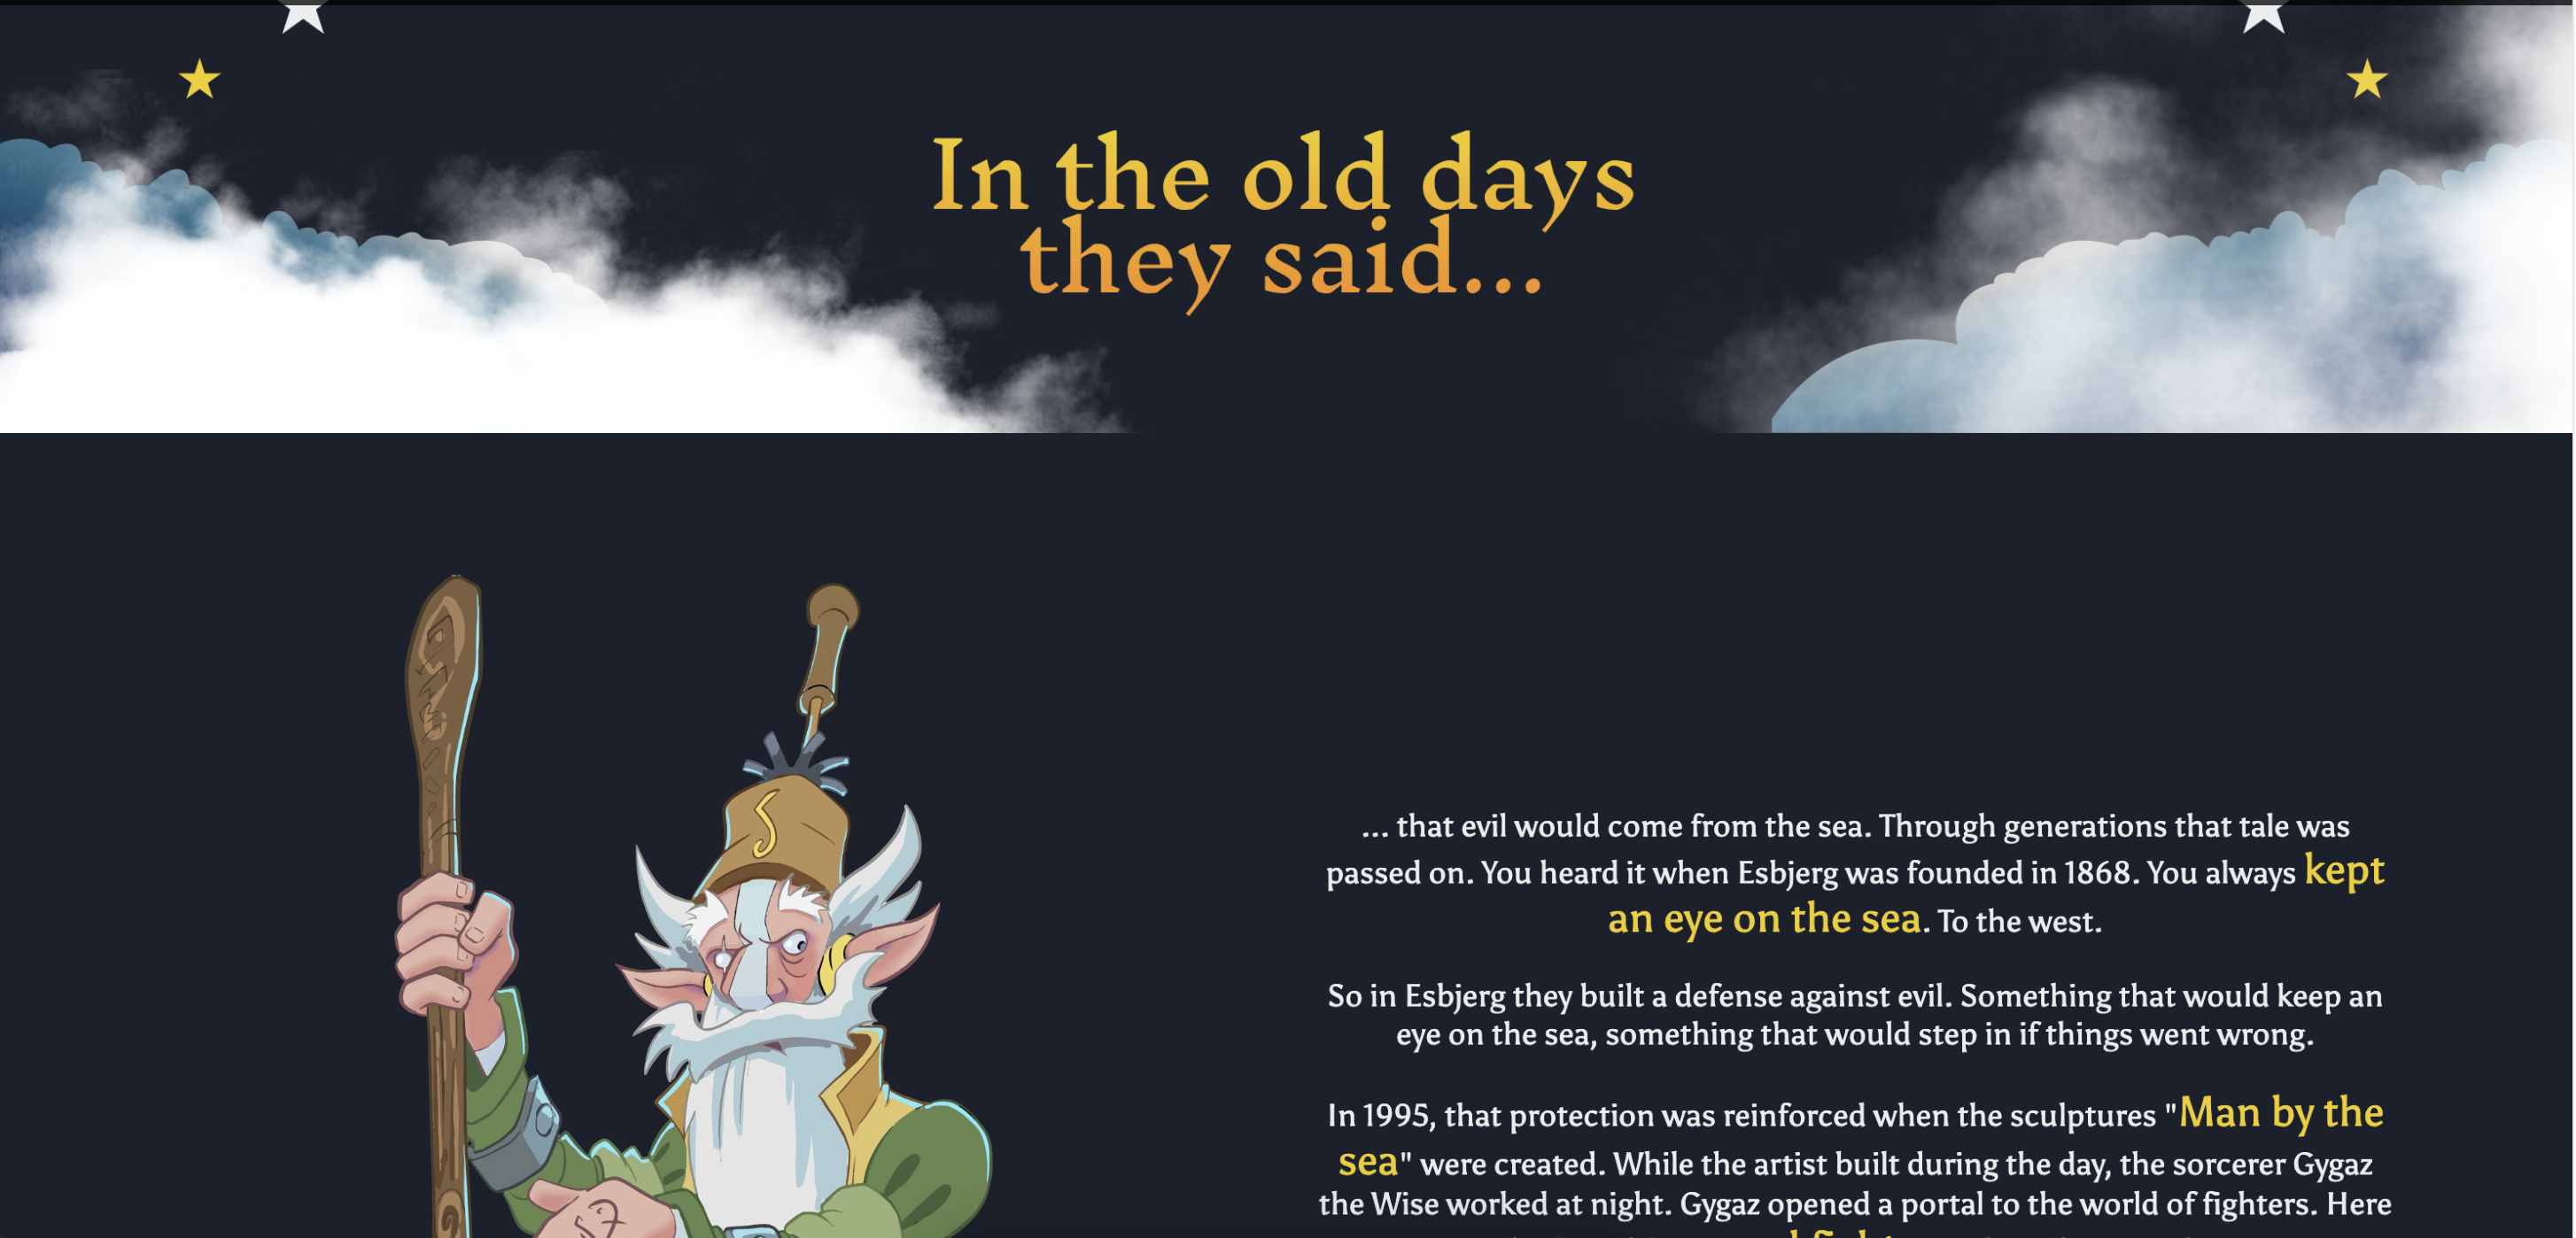 In the old days
they said...
... that evil would come from the sea. Through generations that tale was
passed on. You heard it when Esbjerg was founded in 1868. You always kept
an eye on the sea. To the west.
So in Esbjerg they built a defense against evil. Something that would keep an
eye on the sea, something that would step in if things went wrong.
In 1995, that protection was reinforced when the sculptures "Man by the
sea" were created. While the artist built during the day, the sorcerer Gygaz
the Wise worked at night. Gygaz opened a portal to the world of fighters. Here